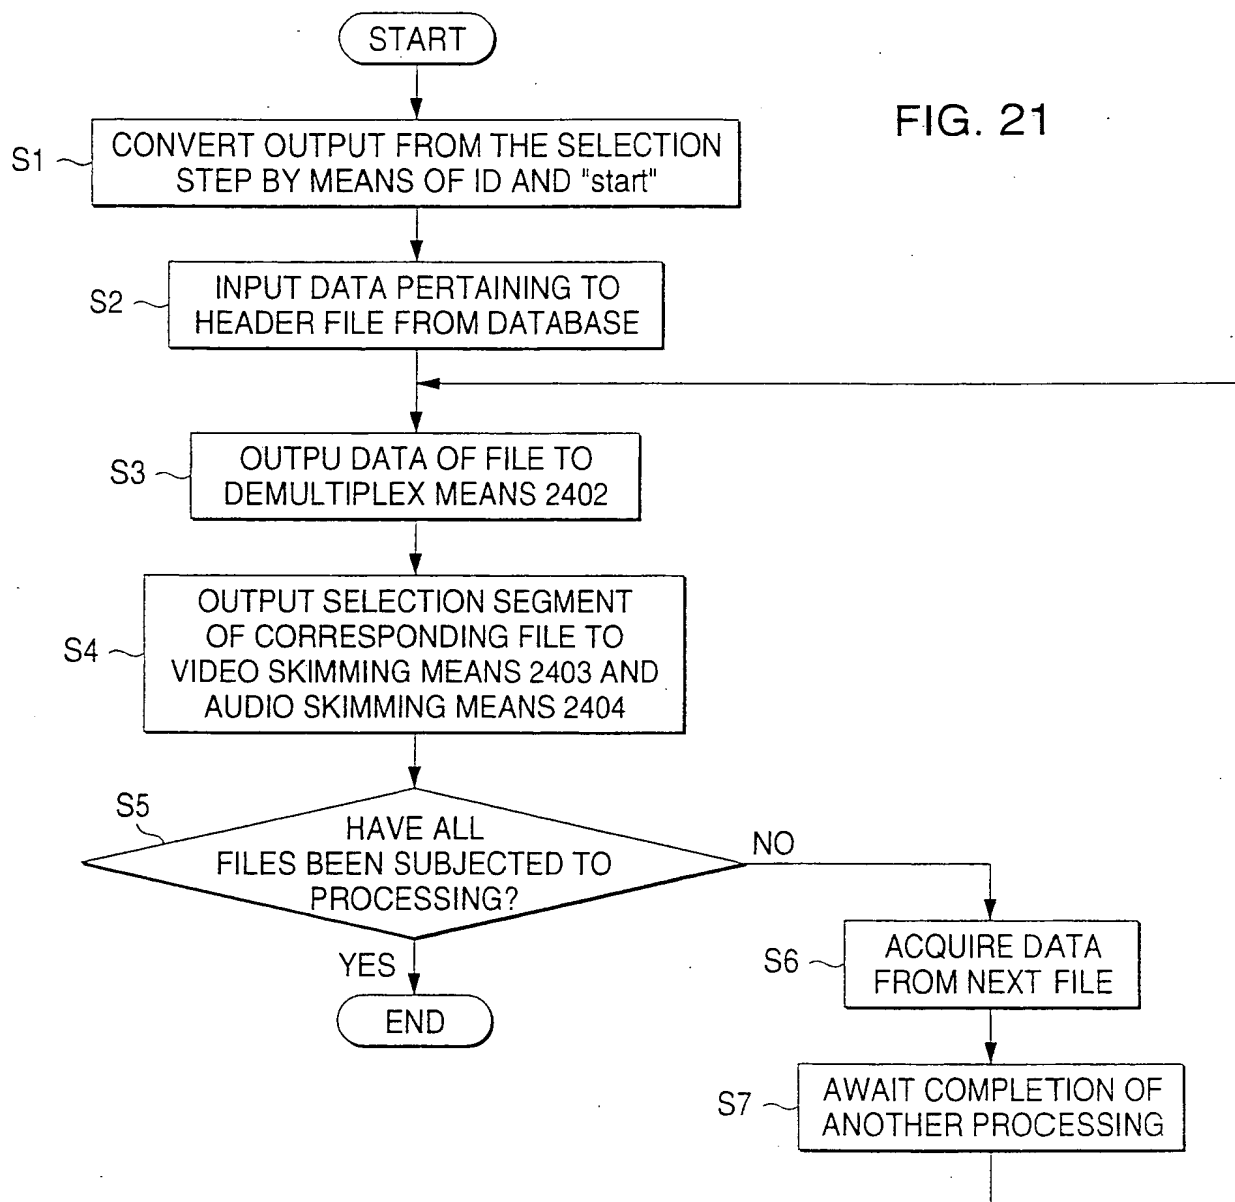 START
FIG. 21
S1
CONVERT OUTPUT FROM THE SELECTION
STEP BY MEANS OF ID AND "start"
S2
INPUT DATA PERTAINING TO
HEADER FILE FROM DATABASE
S3
OUTPU DATA OF FILE TO
DEMULTIPLEX MEANS 2402
S4
OUTPUT SELECTION SEGMENT
OF CORRESPONDING FILE TO
VIDEO SKIMMING MEANS 2403 AND
AUDIO SKIMMING MEANS 2404
S5
HAVE ALL
FILES BEEN SUBJECTED TO
PROCESSING?
NO
YES
END
S6
ACQUIRE DATA
FROM NEXT FILE
S7
AWAIT COMPLETION OF
ANOTHER PROCESSING